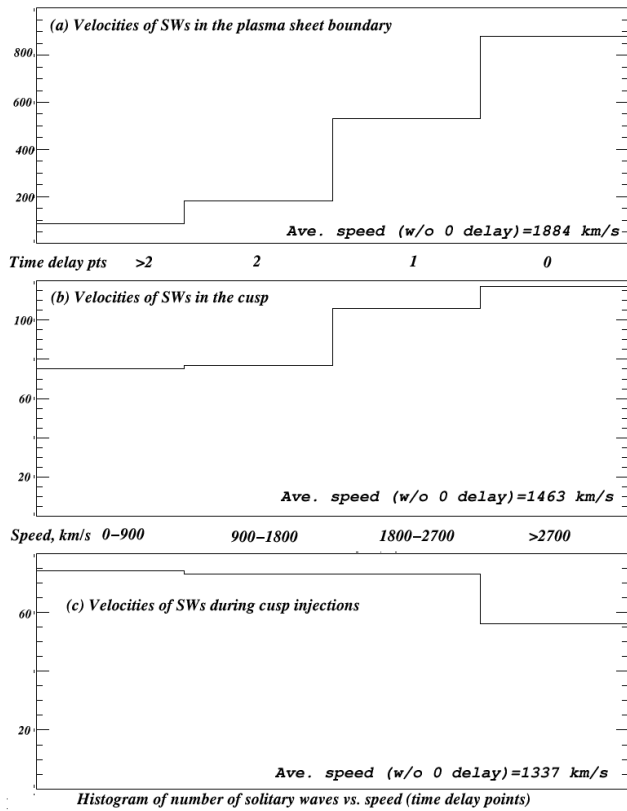 (a) Velocities of SWs in the plasma sheet boundary
800
600
400
200
Ave. speed (w/o 0 delay)=1884 km/s
Time delay pts >2 2 1 0
(b) Velocities of SWs in the cusp
100
60
20
Ave. speed (w/o 0 delay)=1463 km/s
Speed, km/s 0-900 900-1800 1800-2700 >2700
(c) Velocities of SWs during cusp injections
60
20
Ave. speed (w/o 0 delay)=1337 km/s
Histogram of number of solitary waves vs. speed (time delay points)